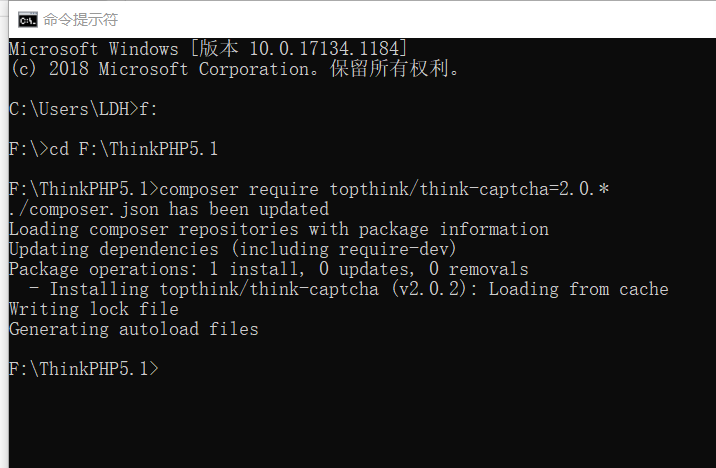 命令提示符
Microsoft Windows [版本 10.0.17134.1184]
(c) 2018 Microsoft Corporation。保留所有权利。
C:\Users\LDH>f:
F:\>cd F:\ThinkPHP5.1
F:\ThinkPHP5.1>composer require topthink/think-captcha=2.0.*
./composer.json has been updated
Loading composer repositories with package information
Updating dependencies (including require-dev)
Package operations: 1 install, 0 updates, 0 removals
  - Installing topthink/think-captcha (v2.0.2): Loading from cache
Writing lock file
Generating autoload files
F:\ThinkPHP5.1>